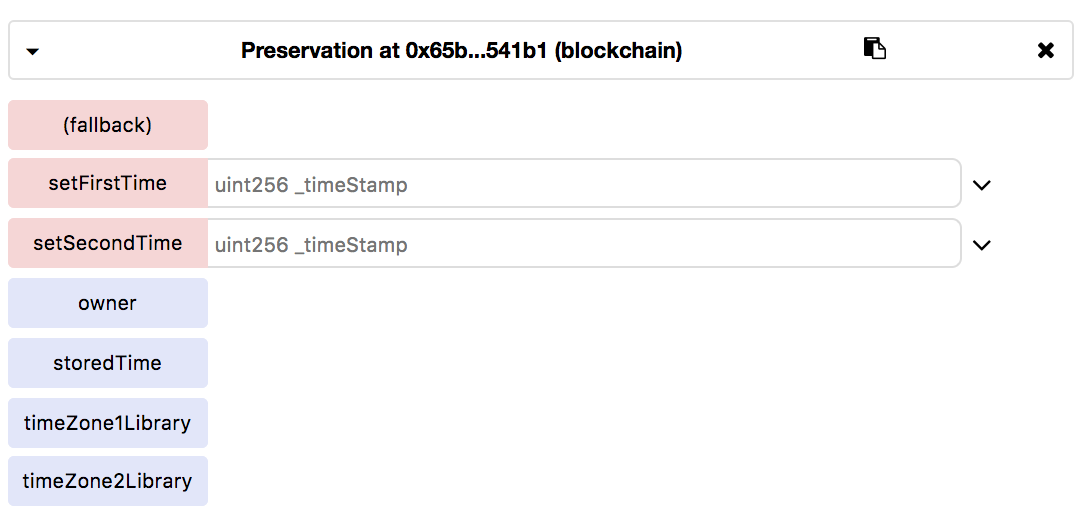 Preservation at 0x65b...541b1 (blockchain)
(fallback)
setFirstTime uint256 _timeStamp
setSecondTime uint256 _timeStamp
owner
storedTime
timeZone1Library
timeZone2Library